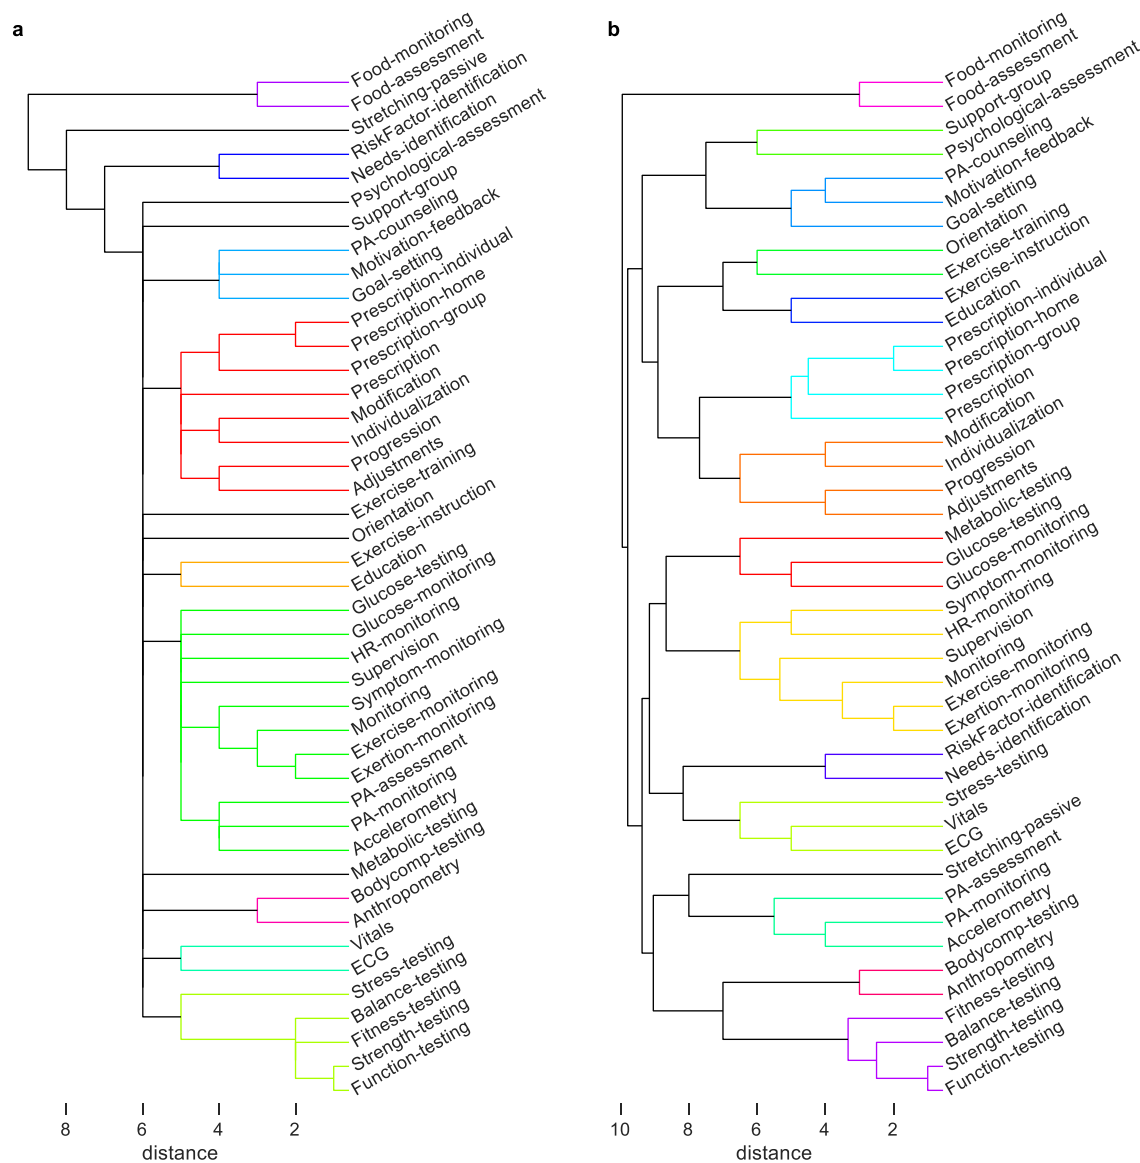 a
Food-monitoring
Food-assessment
Stretching-passive
RiskFactor-identification
Needs-identification
Psychological-assessment
Support-group
PA-counseling
Motivation-feedback
Goal-setting
Prescription-individual
Prescription-home
Prescription-group
Prescription
Modification
Individualization
Progression
Adjustments
Exercise-training
Orientation
Exercise-instruction
Education
Glucose-testing
Glucose-monitoring
HR-monitoring
Supervision
Symptom-monitoring
Monitoring
Exercise-monitoring
Exertion-monitoring
PA-assessment
PA-monitoring
Accelerometry
Metabolic-testing
Bodycomp-testing
Anthropometry
Vitals
ECG
Stress-testing
Balance-testing
Fitness-testing
Strength-testing
Function-testing
8 6 4 2
distance
b
Food-monitoring
Food-assessment
Support-group
Psychological-assessment
PA-counseling
Motivation-feedback
Goal-setting
Orientation
Exercise-training
Exercise-instruction
Education
Prescription-individual
Prescription-home
Prescription-group
Prescription
Modification
Individualization
Progression
Adjustments
Metabolic-testing
Glucose-testing
Glucose-monitoring
Symptom-monitoring
HR-monitoring
Supervision
Monitoring
Exercise-monitoring
Exertion-monitoring
RiskFactor-identification
Needs-identification
Stress-testing
Vitals
ECG
Stretching-passive
PA-assessment
PA-monitoring
Accelerometry
Bodycomp-testing
Anthropometry
Fitness-testing
Balance-testing
Strength-testing
Function-testing
10 8 6 4 2
distance